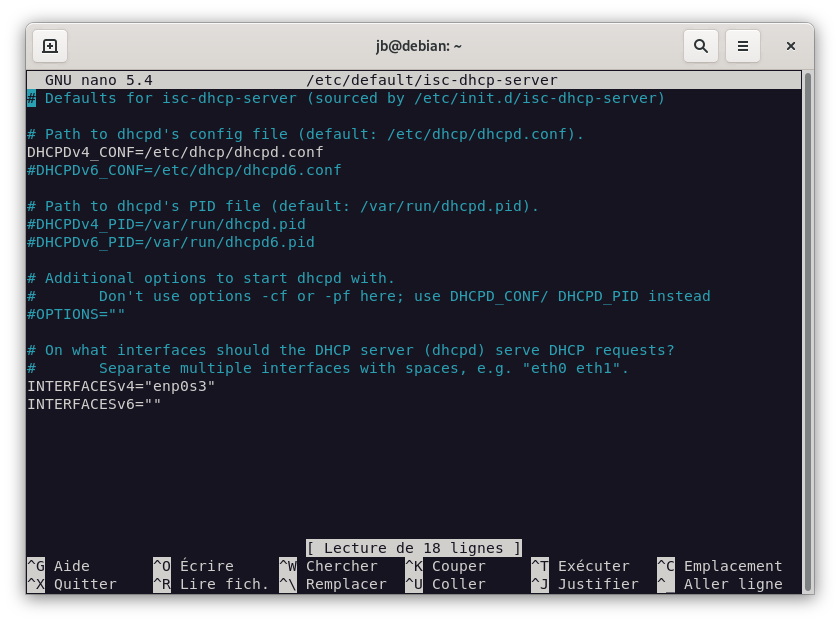 jb@debian: ~
GNU nano 5.4 /etc/default/isc-dhcp-server
# Defaults for isc-dhcp-server (sourced by /etc/init.d/isc-dhcp-server)
# Path to dhcpd's config file (default: /etc/dhcp/dhcpd.conf).
DHCPDv4_CONF=/etc/dhcp/dhcpd.conf
#DHCPDv6_CONF=/etc/dhcp/dhcpd6.conf
# Path to dhcpd's PID file (default: /var/run/dhcpd.pid).
#DHCPDv4_PID=/var/run/dhcpd.pid
#DHCPDv6_PID=/var/run/dhcpd6.pid
# Additional options to start dhcpd with.
#       Don't use options -cf or -pf here; use DHCPD_CONF/ DHCPD_PID instead
#OPTIONS=""
# On what interfaces should the DHCP server (dhcpd) serve DHCP requests?
#       Separate multiple interfaces with spaces, e.g. "eth0 eth1".
INTERFACESv4="enp0s3"
INTERFACESv6=""
[ Lecture de 18 lignes ]
^G Aide ^O Écrire ^W Chercher ^K Couper ^T Exécuter ^C Emplacement
^X Quitter ^R Lire fich. ^\ Remplacer ^U Coller ^J Justifier ^_ Aller ligne